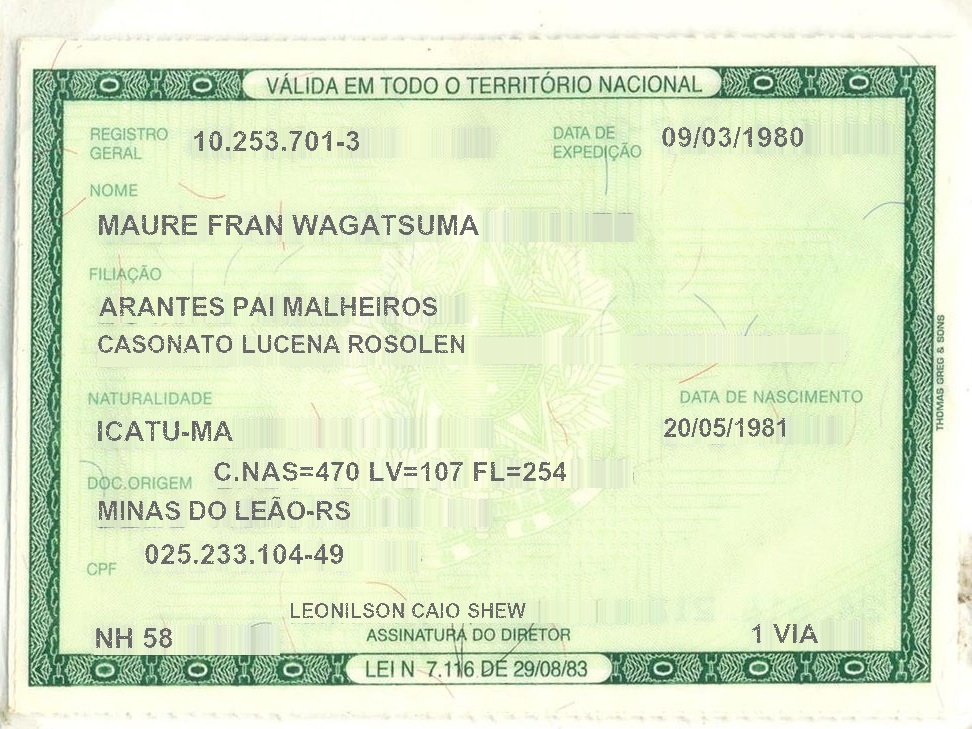 VÁLIDA EM TODO O TERRITÓRIO NACIONAL
REGISTRO GERAL 10.253.701-3 DATA DE EXPEDIÇÃO 09/03/1980
NOME
MAURE FRAN WAGATSUMA
FILIAÇÃO
ARANTES PAI MALHEIROS
CASONATO LUCENA ROSOLEN
NATURALIDADE DATA DE NASCIMENTO
ICATU-MA 20/05/1981
DOC.ORIGEM C.NAS=470 LV=107 FL=254
MINAS DO LEÃO-RS
CPF 025.233.104-49
LEONILSON CAIO SHEW
NH 58 ASSINATURA DO DIRETOR 1 VIA
LEI N 7.116 DE 29/08/83
THOMAS GREG & SONS